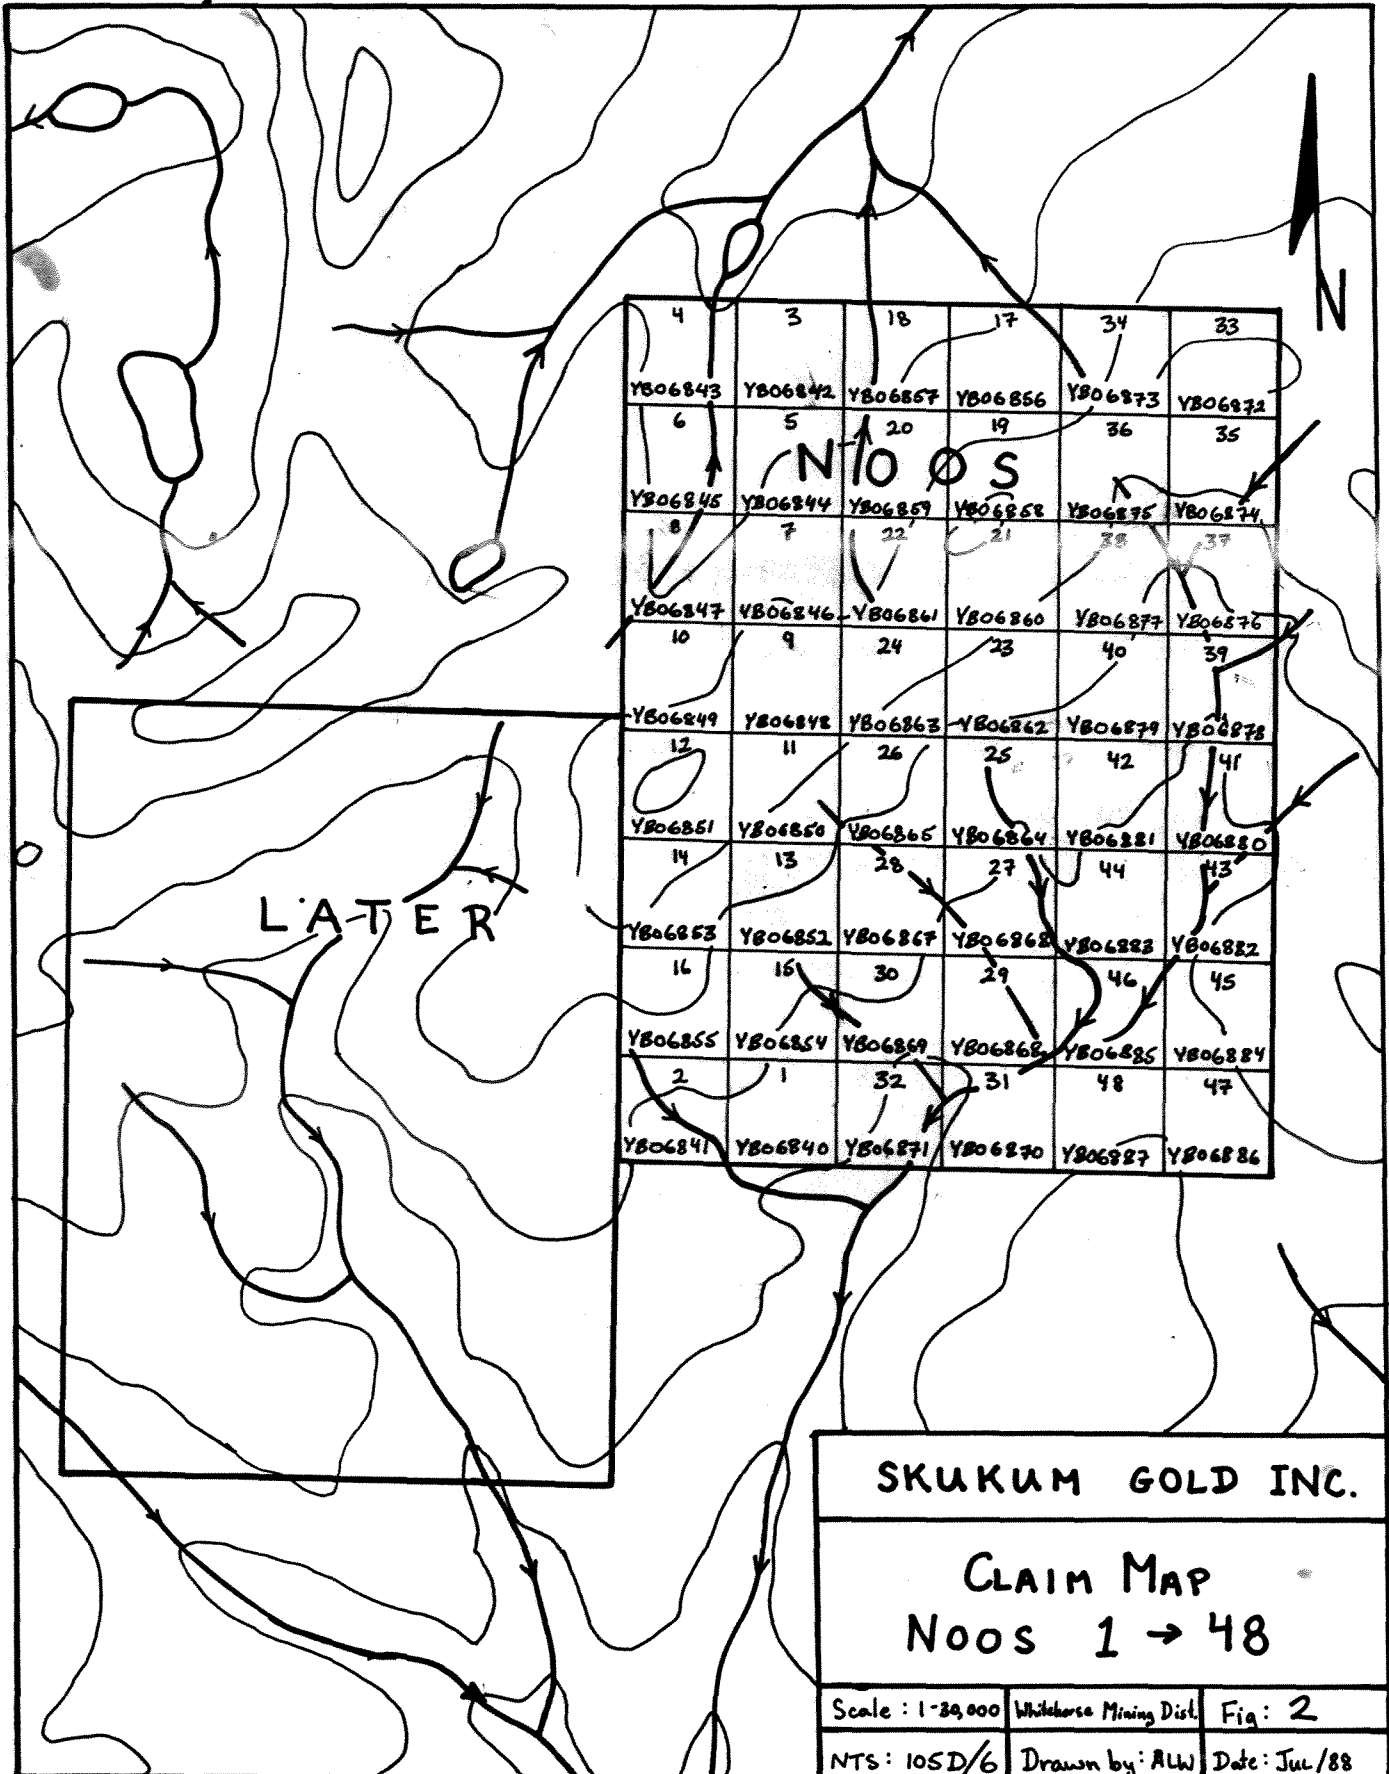 N
4 3 18 17 34 33
YB06843 YB06842 YB06857 YB06856 YB06873 YB06872
6 5 20 19 36 35
NOOS
YB06845 YB06844 YB06859 YB06858 YB06875 YB06874
8 7 22 21 38 37
YB06847 YB06846 YB06861 YB06860 YB06877 YB06876
10 9 24 23 40 39
YB06849 YB06848 YB06863 YB06862 YB06879 YB06878
12 11 26 25 42 41
YB06851 YB06850 YB06865 YB06864 YB06881 YB06880
14 13 28 27 44 43
LATER
YB06853 YB06852 YB06867 YB06868 YB06883 YB06882
16 15 30 29 46 45
YB06855 YB06854 YB06869 YB06868 YB06885 YB06884
2 1 32 31 48 47
YB06841 YB06840 YB06871 YB06870 YB06887 YB06886
SKUKUM GOLD INC.
CLAIM MAP
NOOS 1 → 48
Scale : 1-30,000 Whitehorse Mining Dist. Fig: 2
NTS: 105D/6 Drawn by: ALW Date: Jul/88